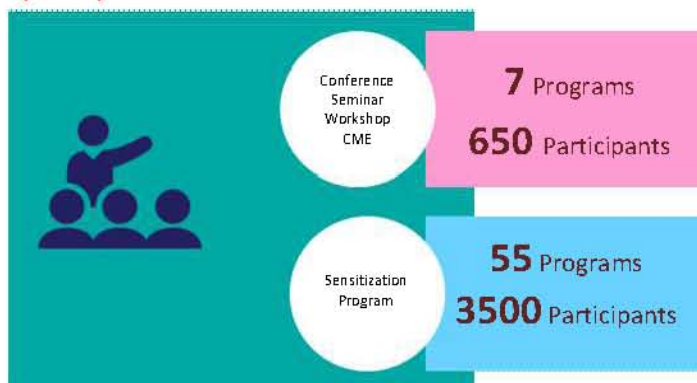 Conference
Seminar
Workshop
CME
7 Programs
650 Participants
Sensitization
Program
55 Programs
3500 Participants